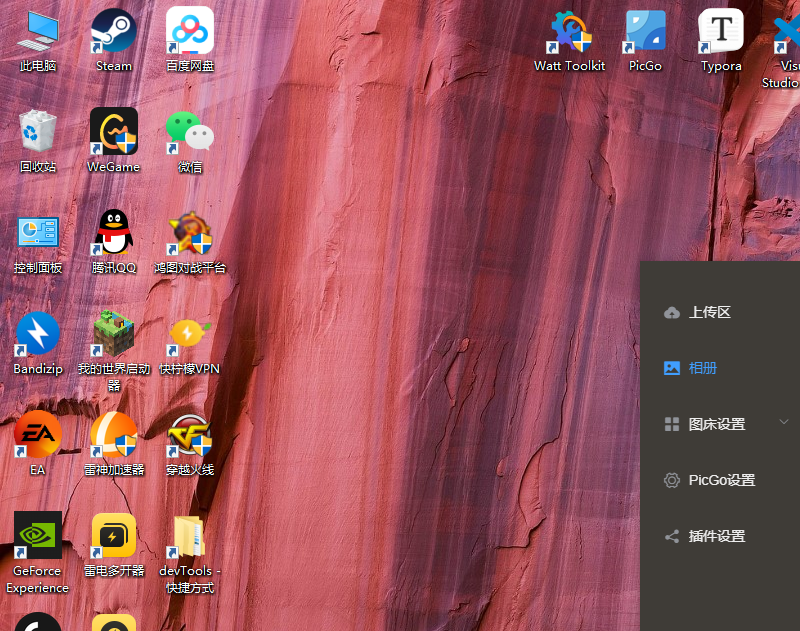 此电脑
Steam
百度网盘
Watt Toolkit
PicGo
T
Typora
Visu
Studio
回收站
WeGame
微信
控制面板
腾讯QQ
鸿图对战平台
上传区
Bandizip
我的世界启动
器
快柠檬VPN
相册
图床设置
EA
EA
雷神加速器
穿越火线
PicGo设置
插件设置
GeForce
Experience
雷电多开器
devTools -
快捷方式